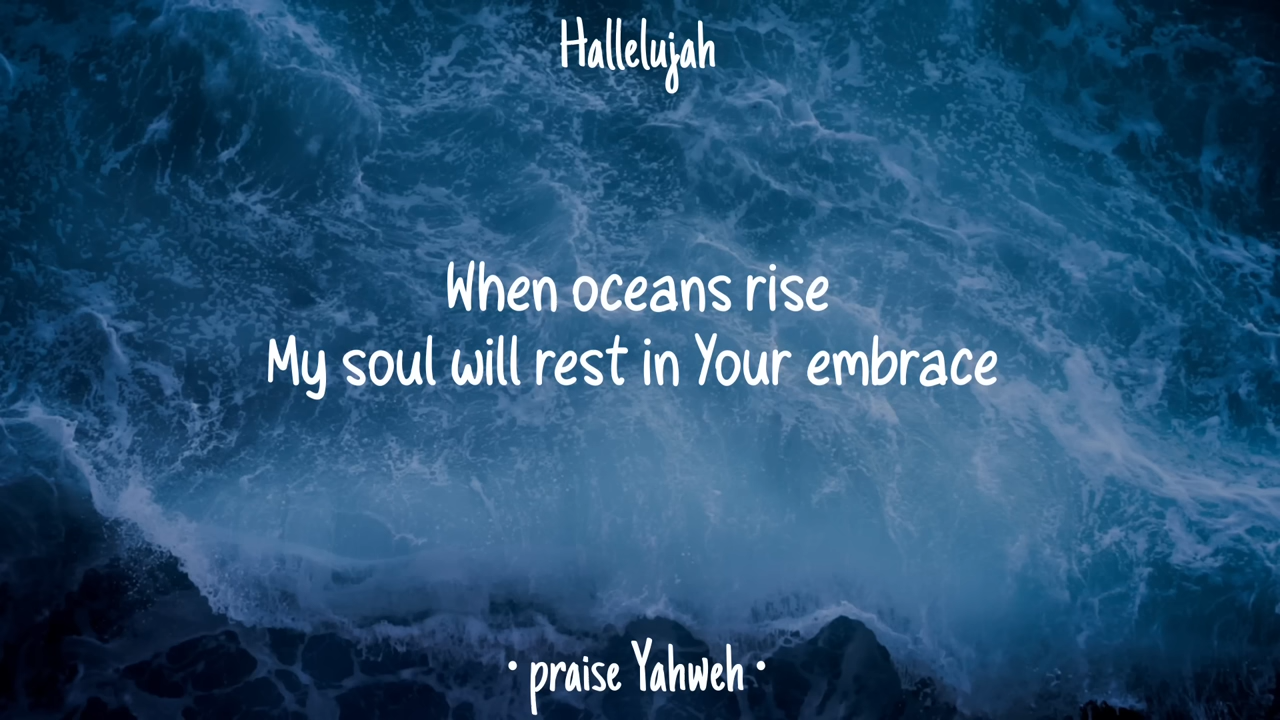 Hallelujah
When oceans rise
My soul will rest in Your embrace
• praise Yahweh •